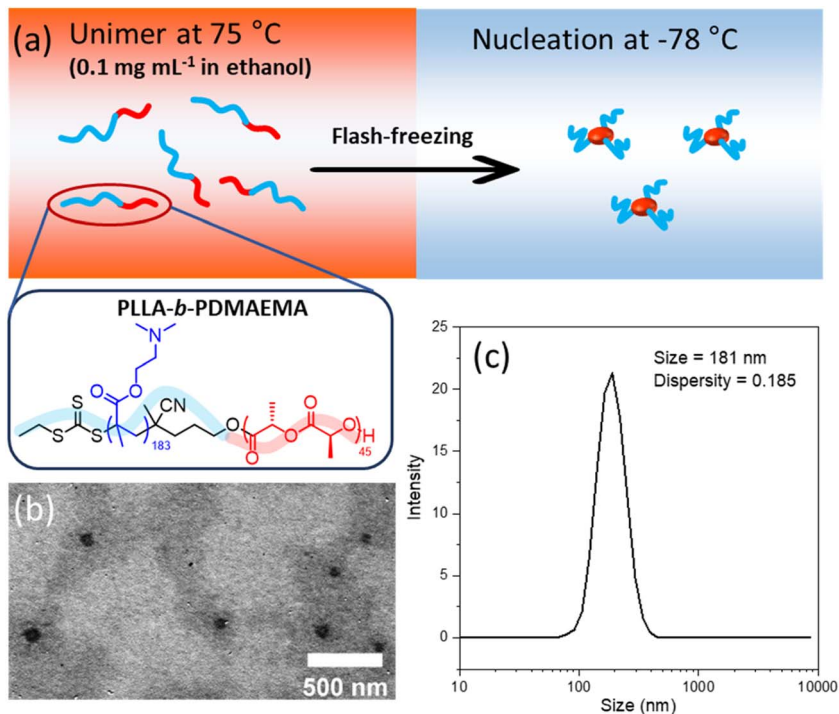 (a) Unimer at 75 °C
(0.1 mg mL⁻¹ in ethanol)
Nucleation at -78 °C
Flash-freezing
PLLA-b-PDMAEMA
N
O
O
S
S
S
CN
O
O
O
O
O
H
183
45
(b)
500 nm
(c)
Size = 181 nm
Dispersity = 0.185
Intensity
25
20
15
10
5
0
10
100
1000
10000
Size (nm)